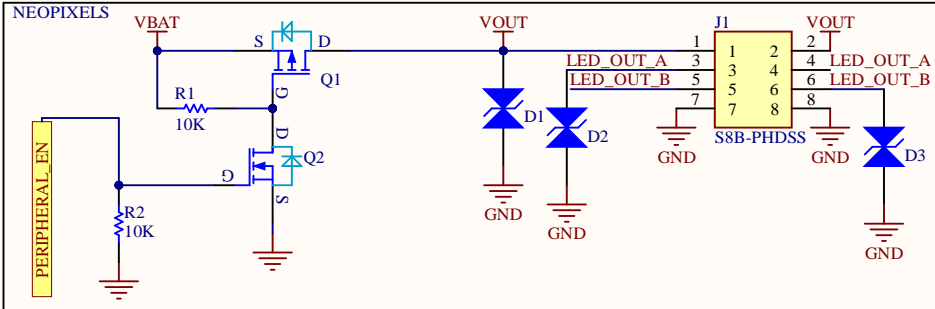 NEOPIXELS
VBAT
VOUT
J1
VOUT
S
D
Q1
G
1
3
5
7
1
3
5
7
2
4
6
8
2
4
6
8
LED_OUT_A
LED_OUT_B
LED_OUT_A
LED_OUT_B
R1
10K
D1
D2
D3
S8B-PHDSS
GND
GND
D
Q2
G
S
PERIPHERAL_EN
R2
10K
GND
GND
GND